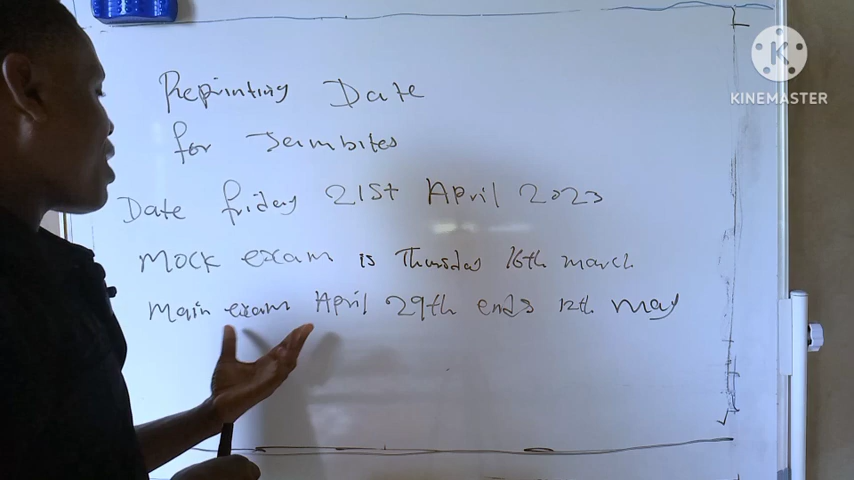 Reprinting Date
for Jambites
Date friday 21st April 2023
Mock exam is Thursday 16th march
Main exam April 29th ends 12th May
KINEMASTER